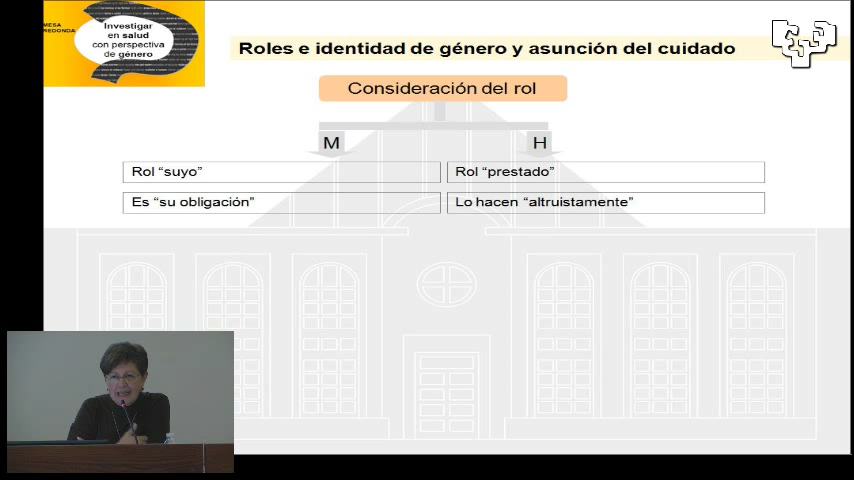 MESA
REDONDA
Investigar
en salud
con perspectiva
de género
Roles e identidad de género y asunción del cuidado
Consideración del rol
M
H
Rol “suyo”
Rol “prestado”
Es “su obligación”
Lo hacen “altruistamente”